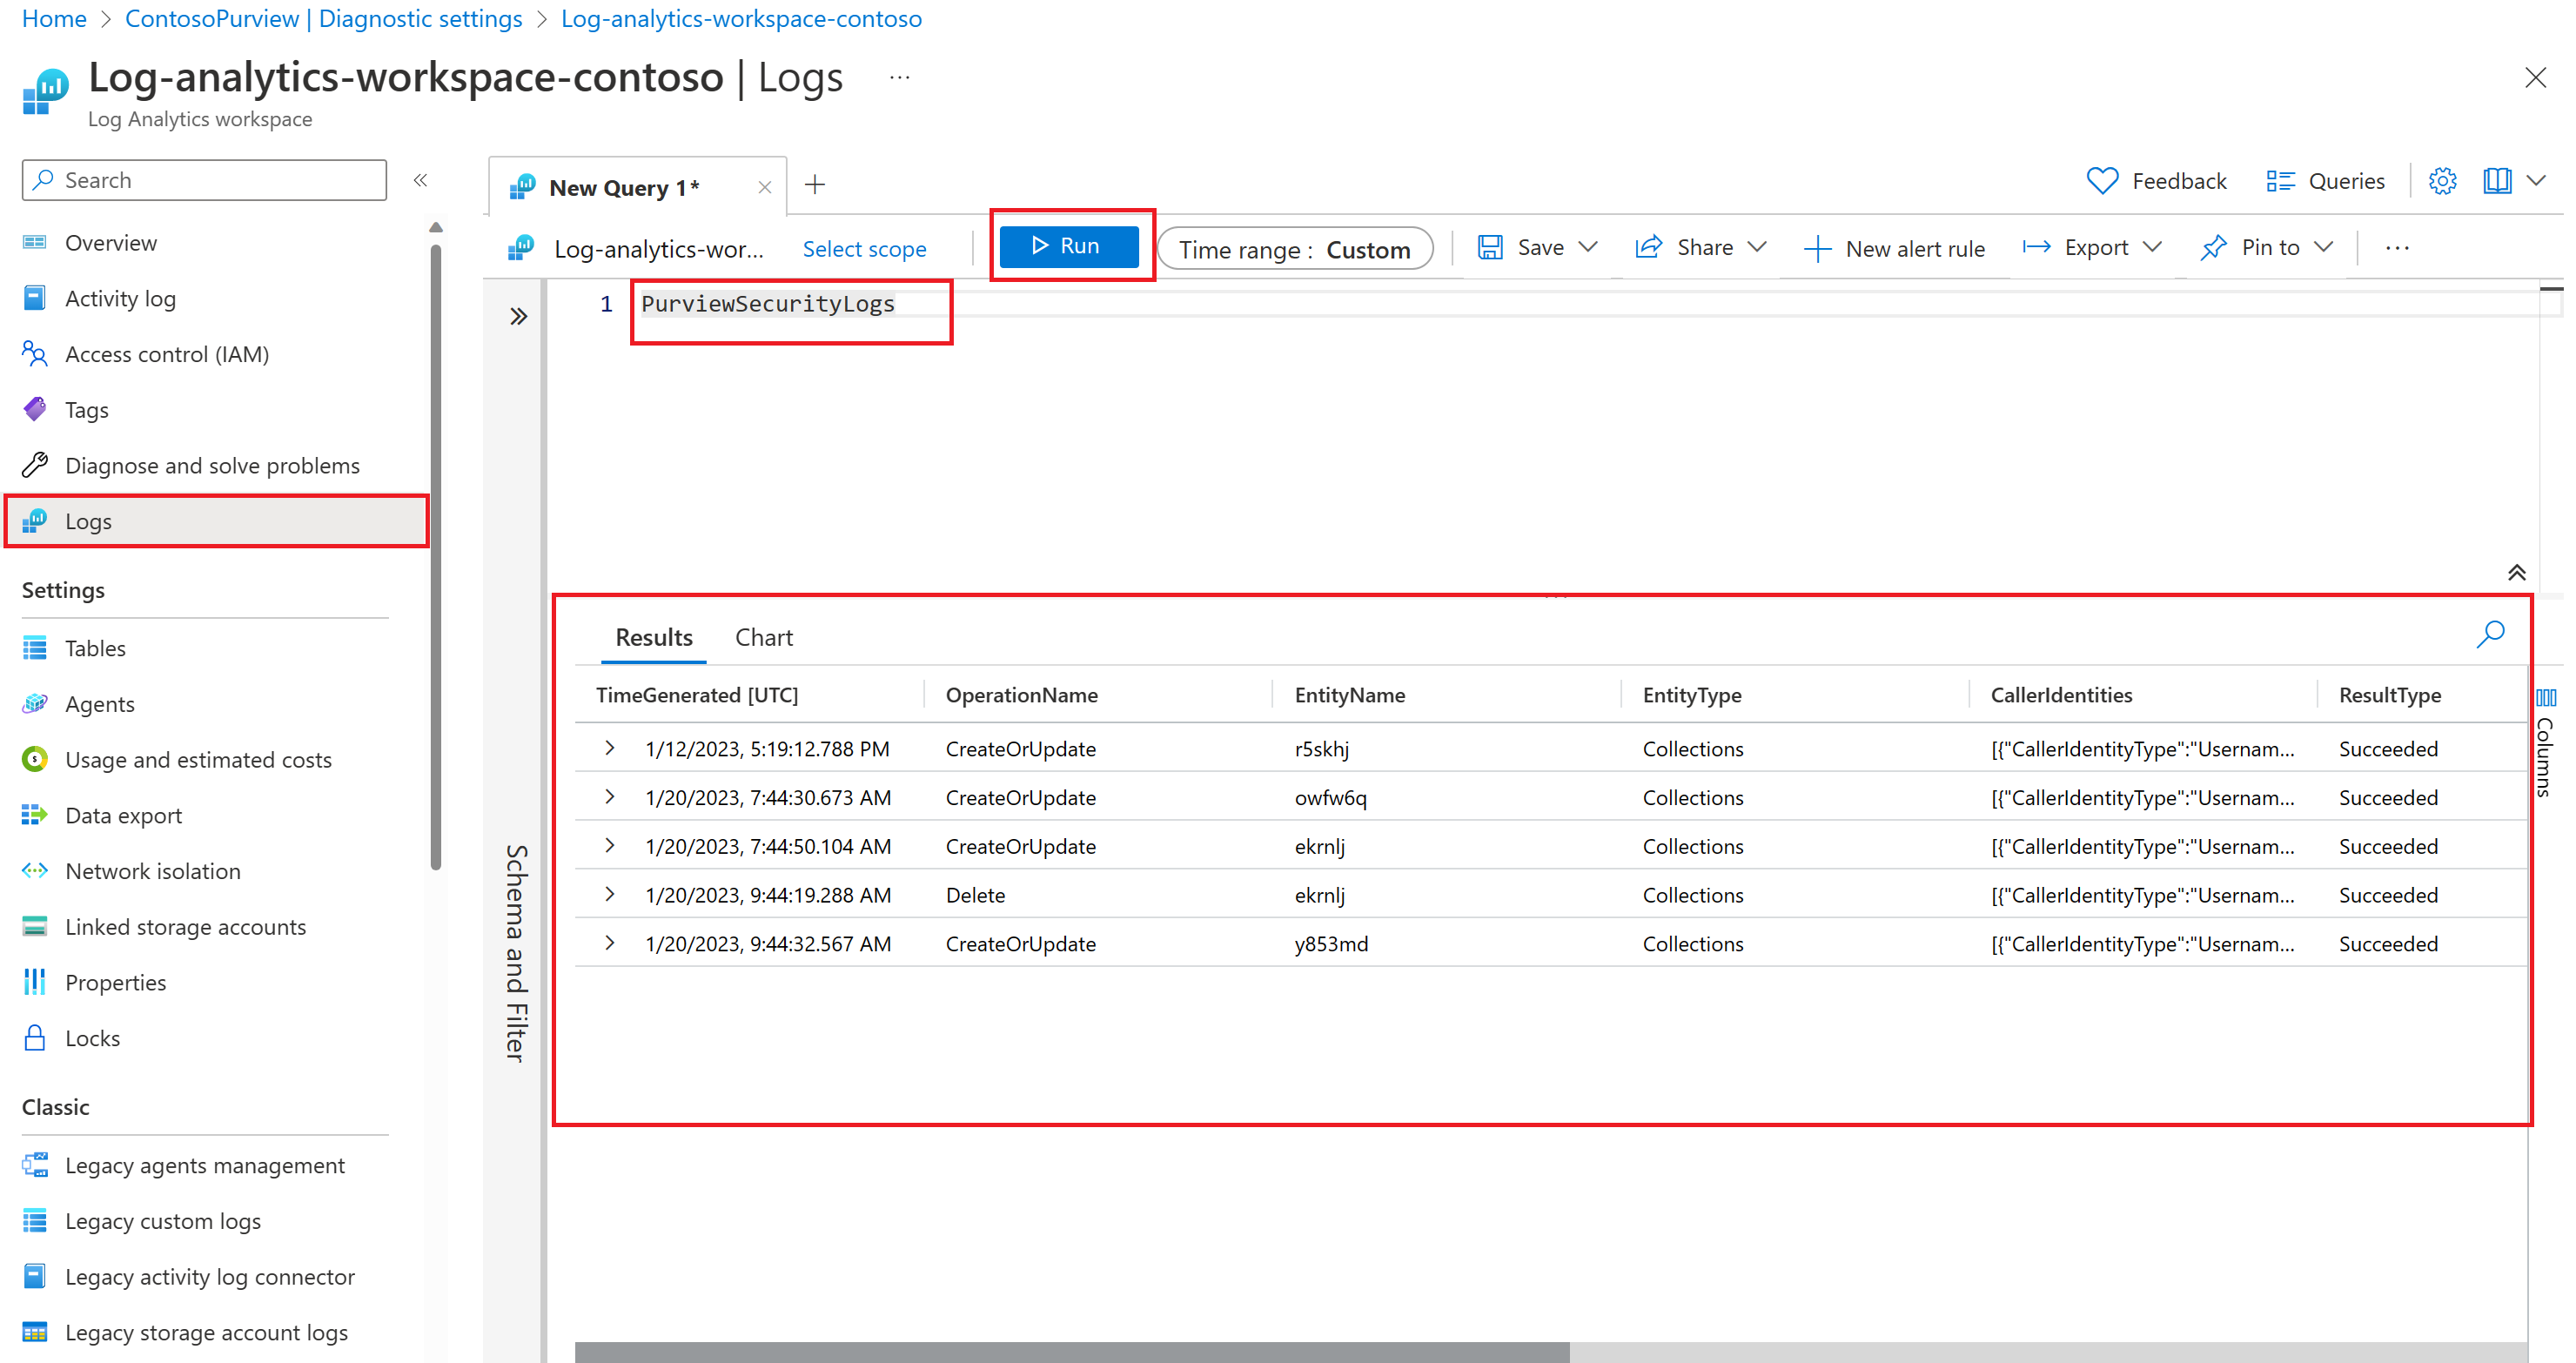 Home > ContosoPurview | Diagnostic settings > Log-analytics-workspace-contoso
Log-analytics-workspace-contoso | Logs ...
Log Analytics workspace
Search
Overview
Activity log
Access control (IAM)
Tags
Diagnose and solve problems
Logs
Settings
Tables
Agents
Usage and estimated costs
Data export
Network isolation
Linked storage accounts
Properties
Locks
Classic
Legacy agents management
Legacy custom logs
Legacy activity log connector
Legacy storage account logs
New Query 1*
Feedback Queries
Log-analytics-wor... Select scope Run Time range : Custom Save Share New alert rule Export Pin to ...
1 PurviewSecurityLogs
Schema and Filter
Results Chart
TimeGenerated [UTC] OperationName EntityName EntityType CallerIdentities ResultType
1/12/2023, 5:19:12.788 PM CreateOrUpdate r5skhj Collections [{"CallerIdentityType":"Usernam... Succeeded
1/20/2023, 7:44:30.673 AM CreateOrUpdate owfw6q Collections [{"CallerIdentityType":"Usernam... Succeeded
1/20/2023, 7:44:50.104 AM CreateOrUpdate ekrnlj Collections [{"CallerIdentityType":"Usernam... Succeeded
1/20/2023, 9:44:19.288 AM Delete ekrnlj Collections [{"CallerIdentityType":"Usernam... Succeeded
1/20/2023, 9:44:32.567 AM CreateOrUpdate y853md Collections [{"CallerIdentityType":"Usernam... Succeeded
Columns